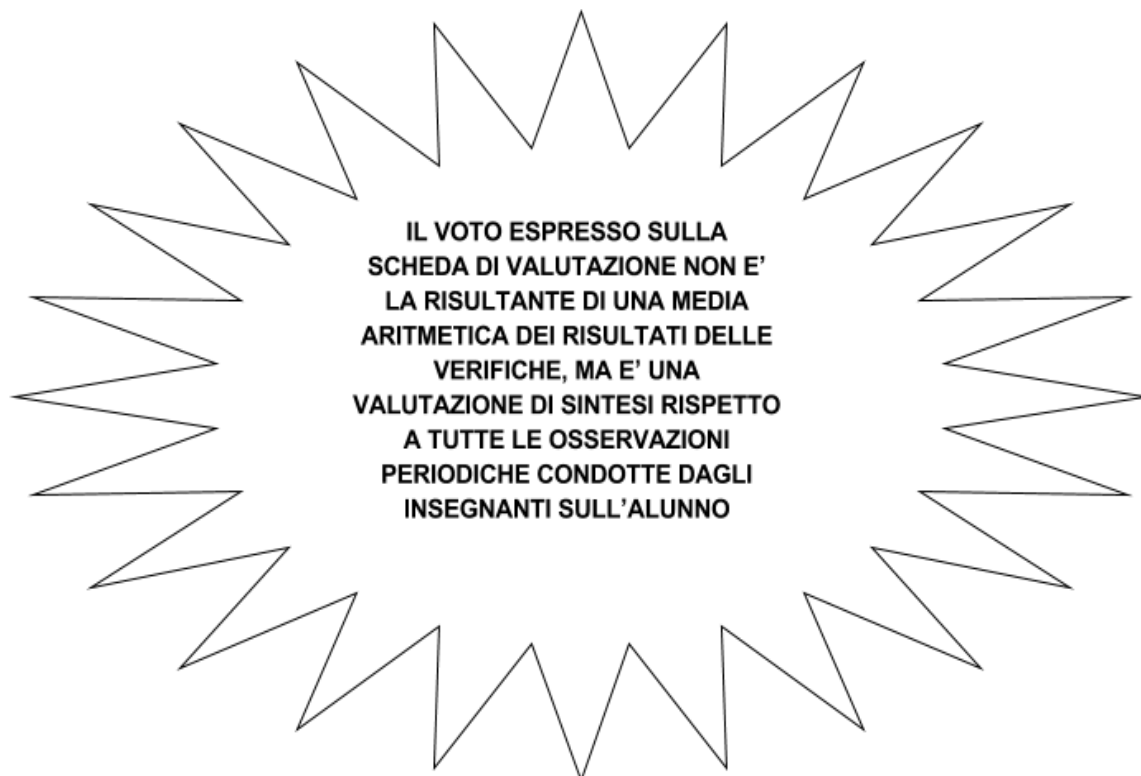 IL VOTO ESPRESSO SULLA
SCHEDA DI VALUTAZIONE NON E’
LA RISULTANTE DI UNA MEDIA
ARITMETICA DEI RISULTATI DELLE
VERIFICHE, MA E’ UNA
VALUTAZIONE DI SINTESI RISPETTO
A TUTTE LE OSSERVAZIONI
PERIODICHE CONDOTTE DAGLI
INSEGNANTI SULL’ALUNNO